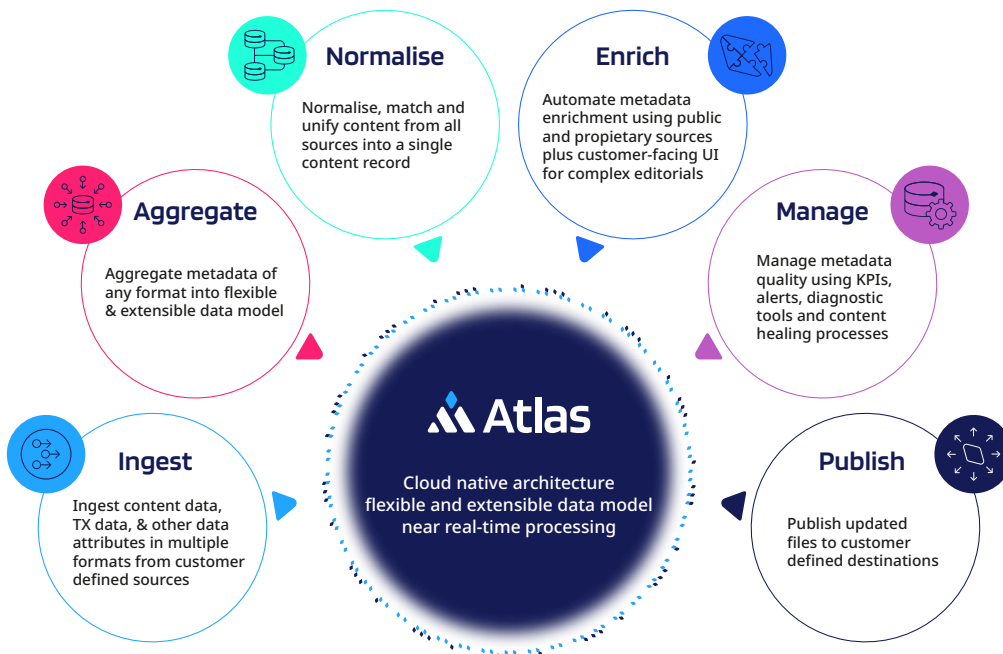 Normalise
Normalise, match and
unify content from all
sources into a single
content record
Enrich
Automate metadata
enrichment using public
and propietary sources
plus customer-facing UI
for complex editorials
Aggregate
Aggregate metadata of
any format into flexible
& extensible data model
Manage
Manage metadata
quality using KPIs,
alerts, diagnostic
tools and content
healing processes
Atlas
Cloud native architecture
flexible and extensible data model
near real-time processing
Ingest
Ingest content data,
TX data, & other data
attributes in multiple
formats from customer
defined sources
Publish
Publish updated
files to customer
defined destinations